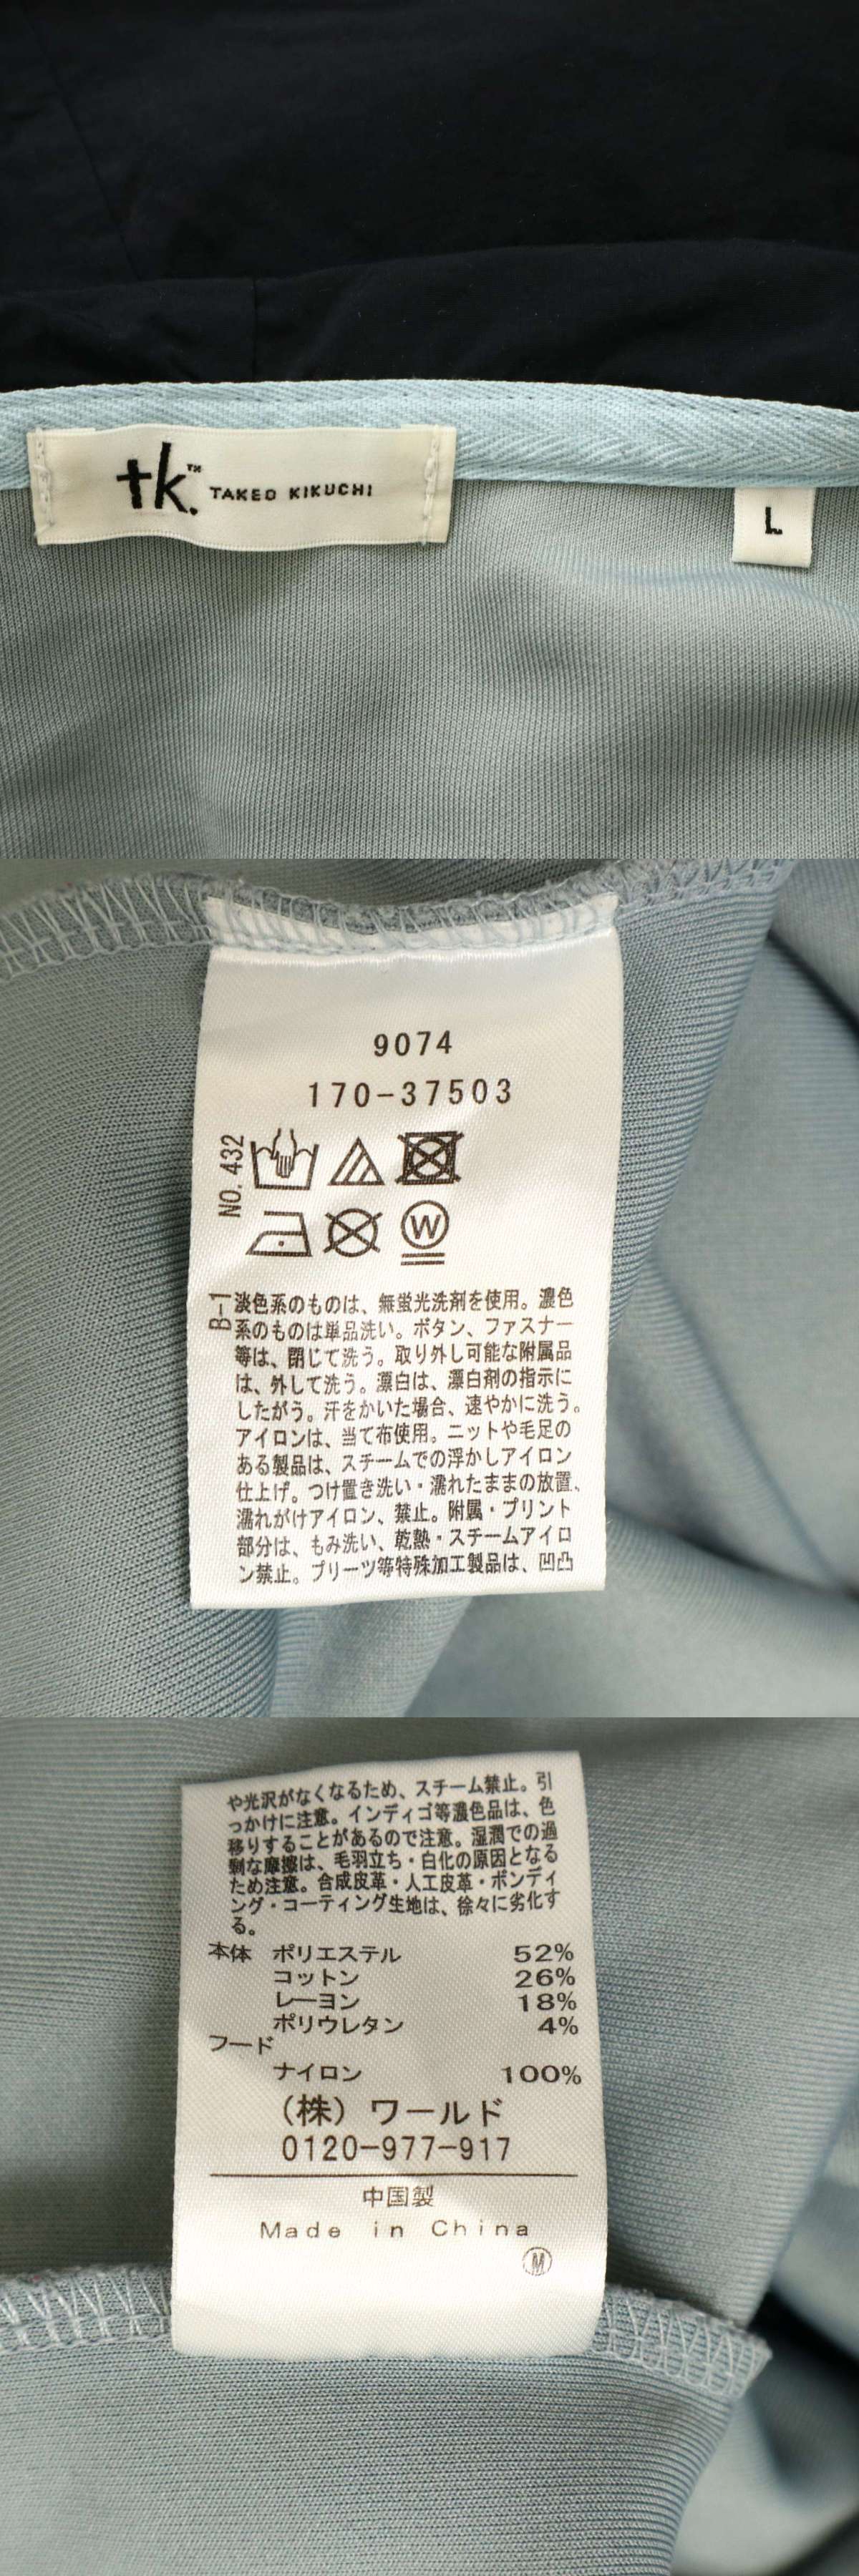 tk.™ TAKEO KIKUCHI
L
9074
170-37503
NO. 432
W
B-1
淡色系のものは、無蛍光洗剤を使用。濃色
系のものは単品洗い。ボタン、ファスナー
等は、閉じて洗う。取り外し可能な附属品
は、外して洗う。漂白は、漂白剤の指示に
したがう。汗をかいた場合、速やかに洗う。
アイロンは、当て布使用。ニットや毛足の
ある製品は、スチームでの浮かしアイロン
仕上げ。つけ置き洗い・濡れたままの放置、
濡れがけアイロン、禁止。附属・プリント
部分は、もみ洗い、乾熱・スチームアイロ
ン禁止。プリーツ等特殊加工製品は、凹凸
や光沢がなくなるため、スチーム禁止。引
っかけに注意。インディゴ等濃色品は、色
移りすることがあるので注意。湿潤での過
剰な摩擦は、毛羽立ち・白化の原因となる
ため注意。合成皮革・人工皮革・ボンディ
ング・コーティング生地は、徐々に劣化す
る。
本体 ポリエステル 52%
コットン 26%
レーヨン 18%
ポリウレタン 4%
フード
ナイロン 100%
(株) ワールド
0120-977-917
中国製
Made in China
M